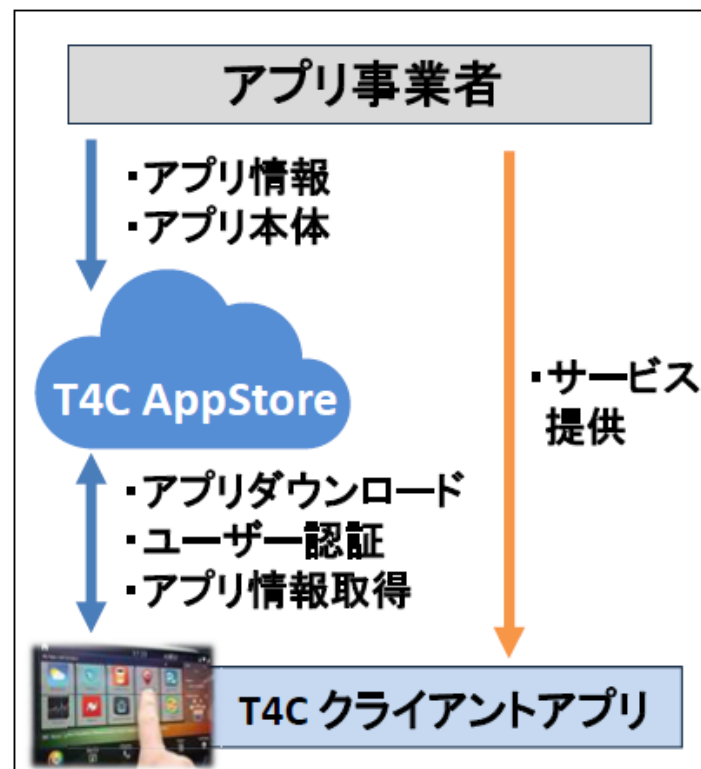 アプリ事業者
・アプリ情報
・アプリ本体
T4C AppStore
・サービス
提供
・アプリダウンロード
・ユーザー認証
・アプリ情報取得
T4C クライアントアプリ